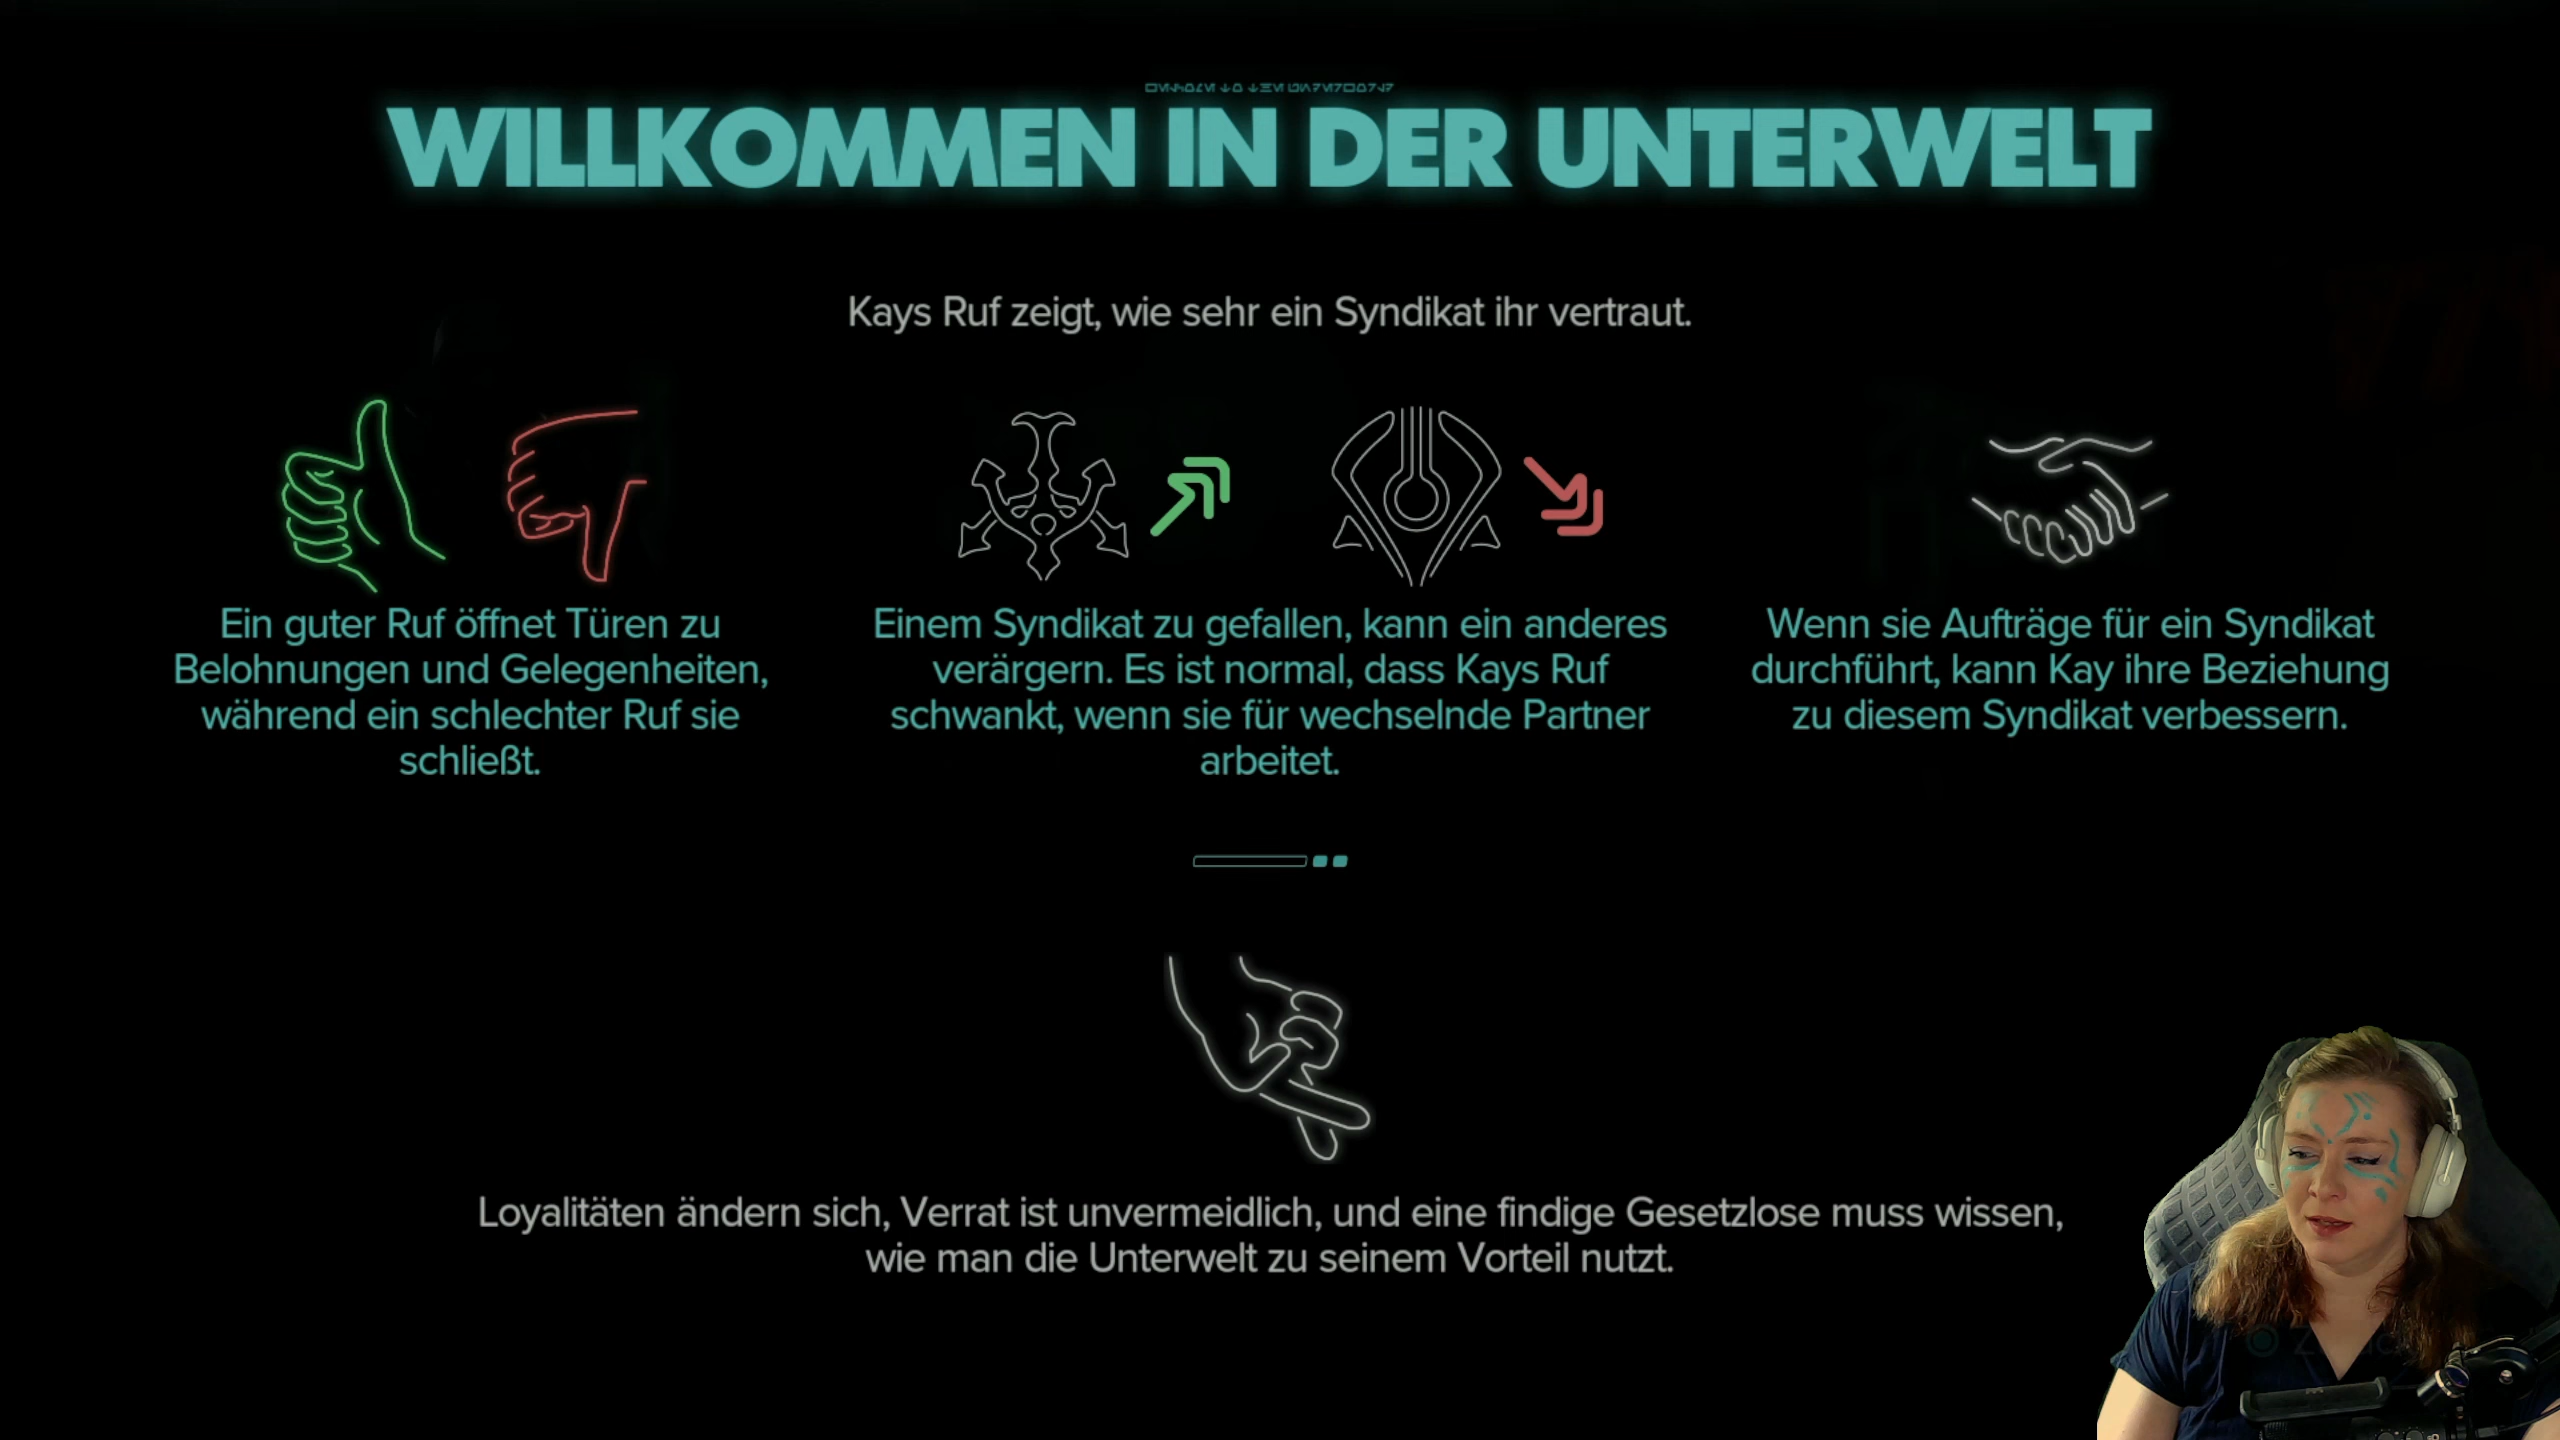 WILLKOMMEN IN DER UNTERWELT
Kays Ruf zeigt, wie sehr ein Syndikat ihr vertraut.
Ein guter Ruf öffnet Türen zu
Belohnungen und Gelegenheiten,
während ein schlechter Ruf sie
schließt.
Einem Syndikat zu gefallen, kann ein anderes
verärgern. Es ist normal, dass Kays Ruf
schwankt, wenn sie für wechselnde Partner
arbeitet.
Wenn sie Aufträge für ein Syndikat
durchführt, kann Kay ihre Beziehung
zu diesem Syndikat verbessern.
Loyalitäten ändern sich, Verrat ist unvermeidlich, und eine findige Gesetzlose muss wissen,
wie man die Unterwelt zu seinem Vorteil nutzt.